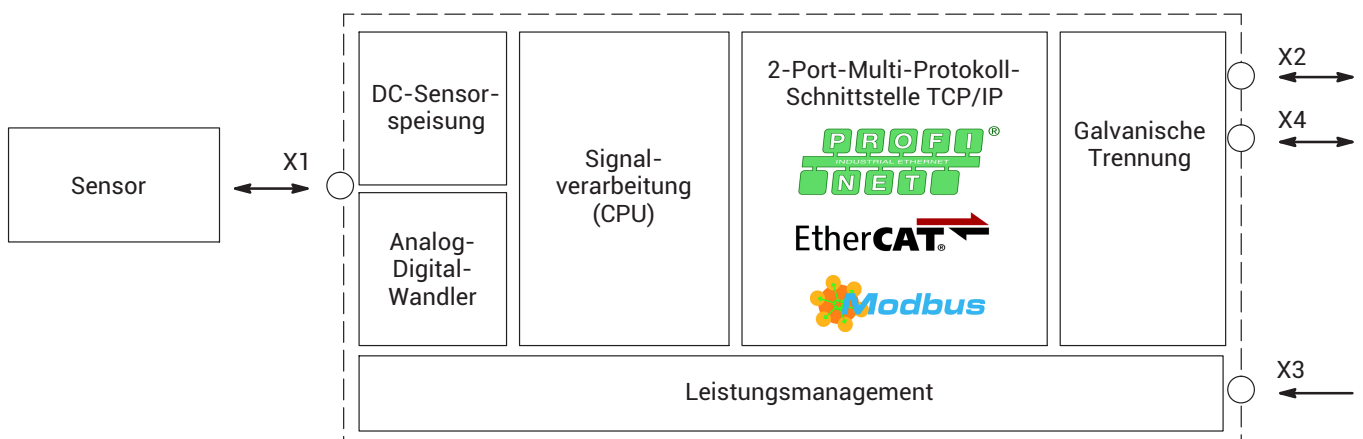 Sensor
X1
DC-Sensor-
speisung
Analog-
Digital-
Wandler
Signal-
verarbeitung
(CPU)
2-Port-Multi-Protokoll-
Schnittstelle TCP/IP
PROFI®
INDUSTRIAL ETHERNET
NET
EtherCAT®
Modbus
Galvanische
Trennung
X2
X4
X3
Leistungsmanagement